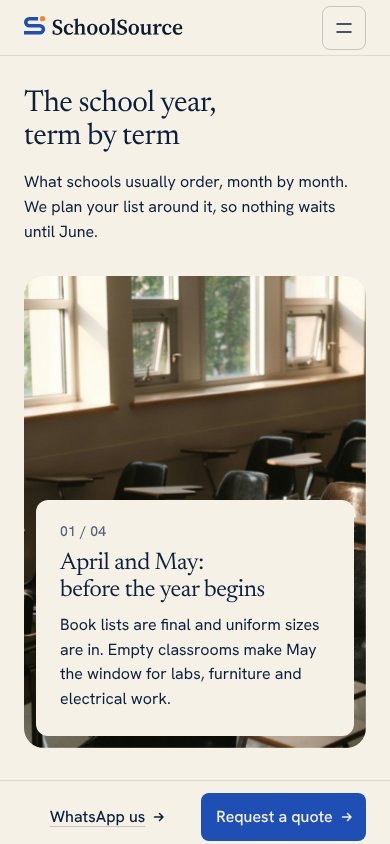 SchoolSource
The school year,
term by term
What schools usually order, month by month.
We plan your list around it, so nothing waits
until June.
01 / 04
April and May:
before the year begins
Book lists are final and uniform sizes
are in. Empty classrooms make May
the window for labs, furniture and
electrical work.
WhatsApp us →
Request a quote →